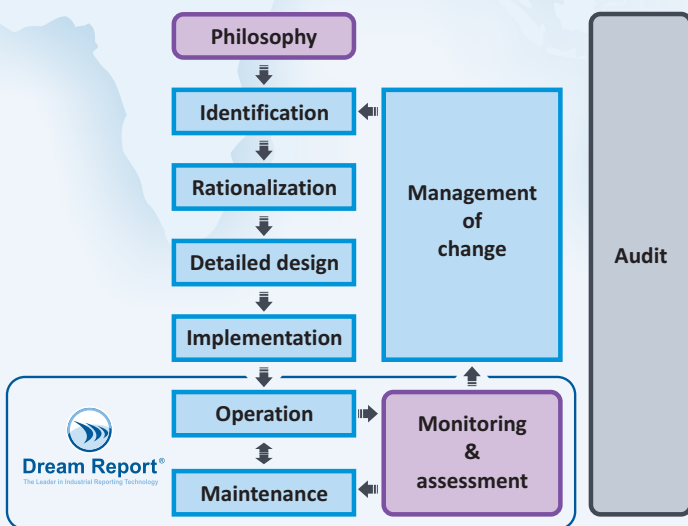 Philosophy
Identification
Rationalization
Detailed design
Implementation
Operation
Maintenance
Management
of
change
Monitoring
&
assessment
Audit
Dream Report®
The Leader in Industrial Reporting Technology